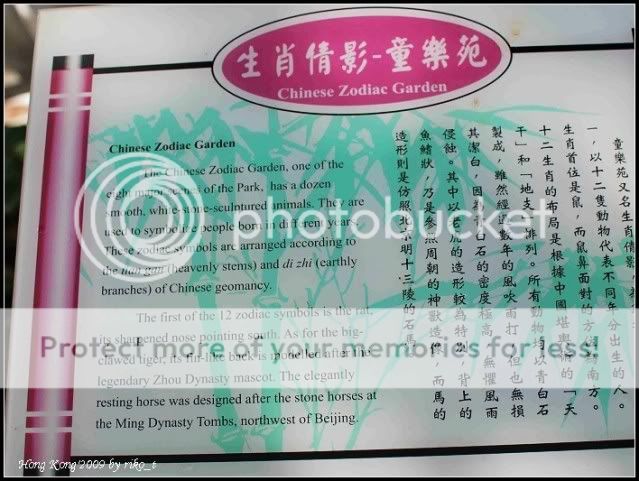 生肖倩影-童樂苑
Chinese Zodiac Garden
Chinese Zodiac Garden
The Chinese Zodiac Garden, one of the
eight major scenes of the Park, has a dozen
smooth, white-stone-sculptured animals. They are
used to symbolize people born in different years.
These zodiac symbols are arranged according to
the tian gan (heavenly stems) and di zhi (earthly
branches) of Chinese geomancy.
The first of the 12 zodiac symbols is the rat,
its sharpened nose pointing south. As for the big-
clawed tiger, its fin-like back is modelled after the
legendary Zhou Dynasty mascot. The elegantly
resting horse was designed after the stone horses at
the Ming Dynasty Tombs, northwest of Beijing.
童樂苑又名生肖倩影
一,以十二隻動物代表不同年分出生的人。
生肖首位是鼠,而鼠鼻面對的方位是南方。
十二生肖的布局是根據中國堪輿學的「天
干」和「地支」排列。所有動物均以青白石
製成,雖然經過數年的風吹雨打,但也無損
其潔白,因為青白石的密度極高,無懼風雨
侵蝕。其中以老虎的造形較為特別,背上的
魚鰭狀,乃是參照周朝的神獸造像,而馬的
造形則是仿照北京明十三陵的石馬。
photobucket
Protect more of your memories for less!
Hong Kong'2009 by riko_t